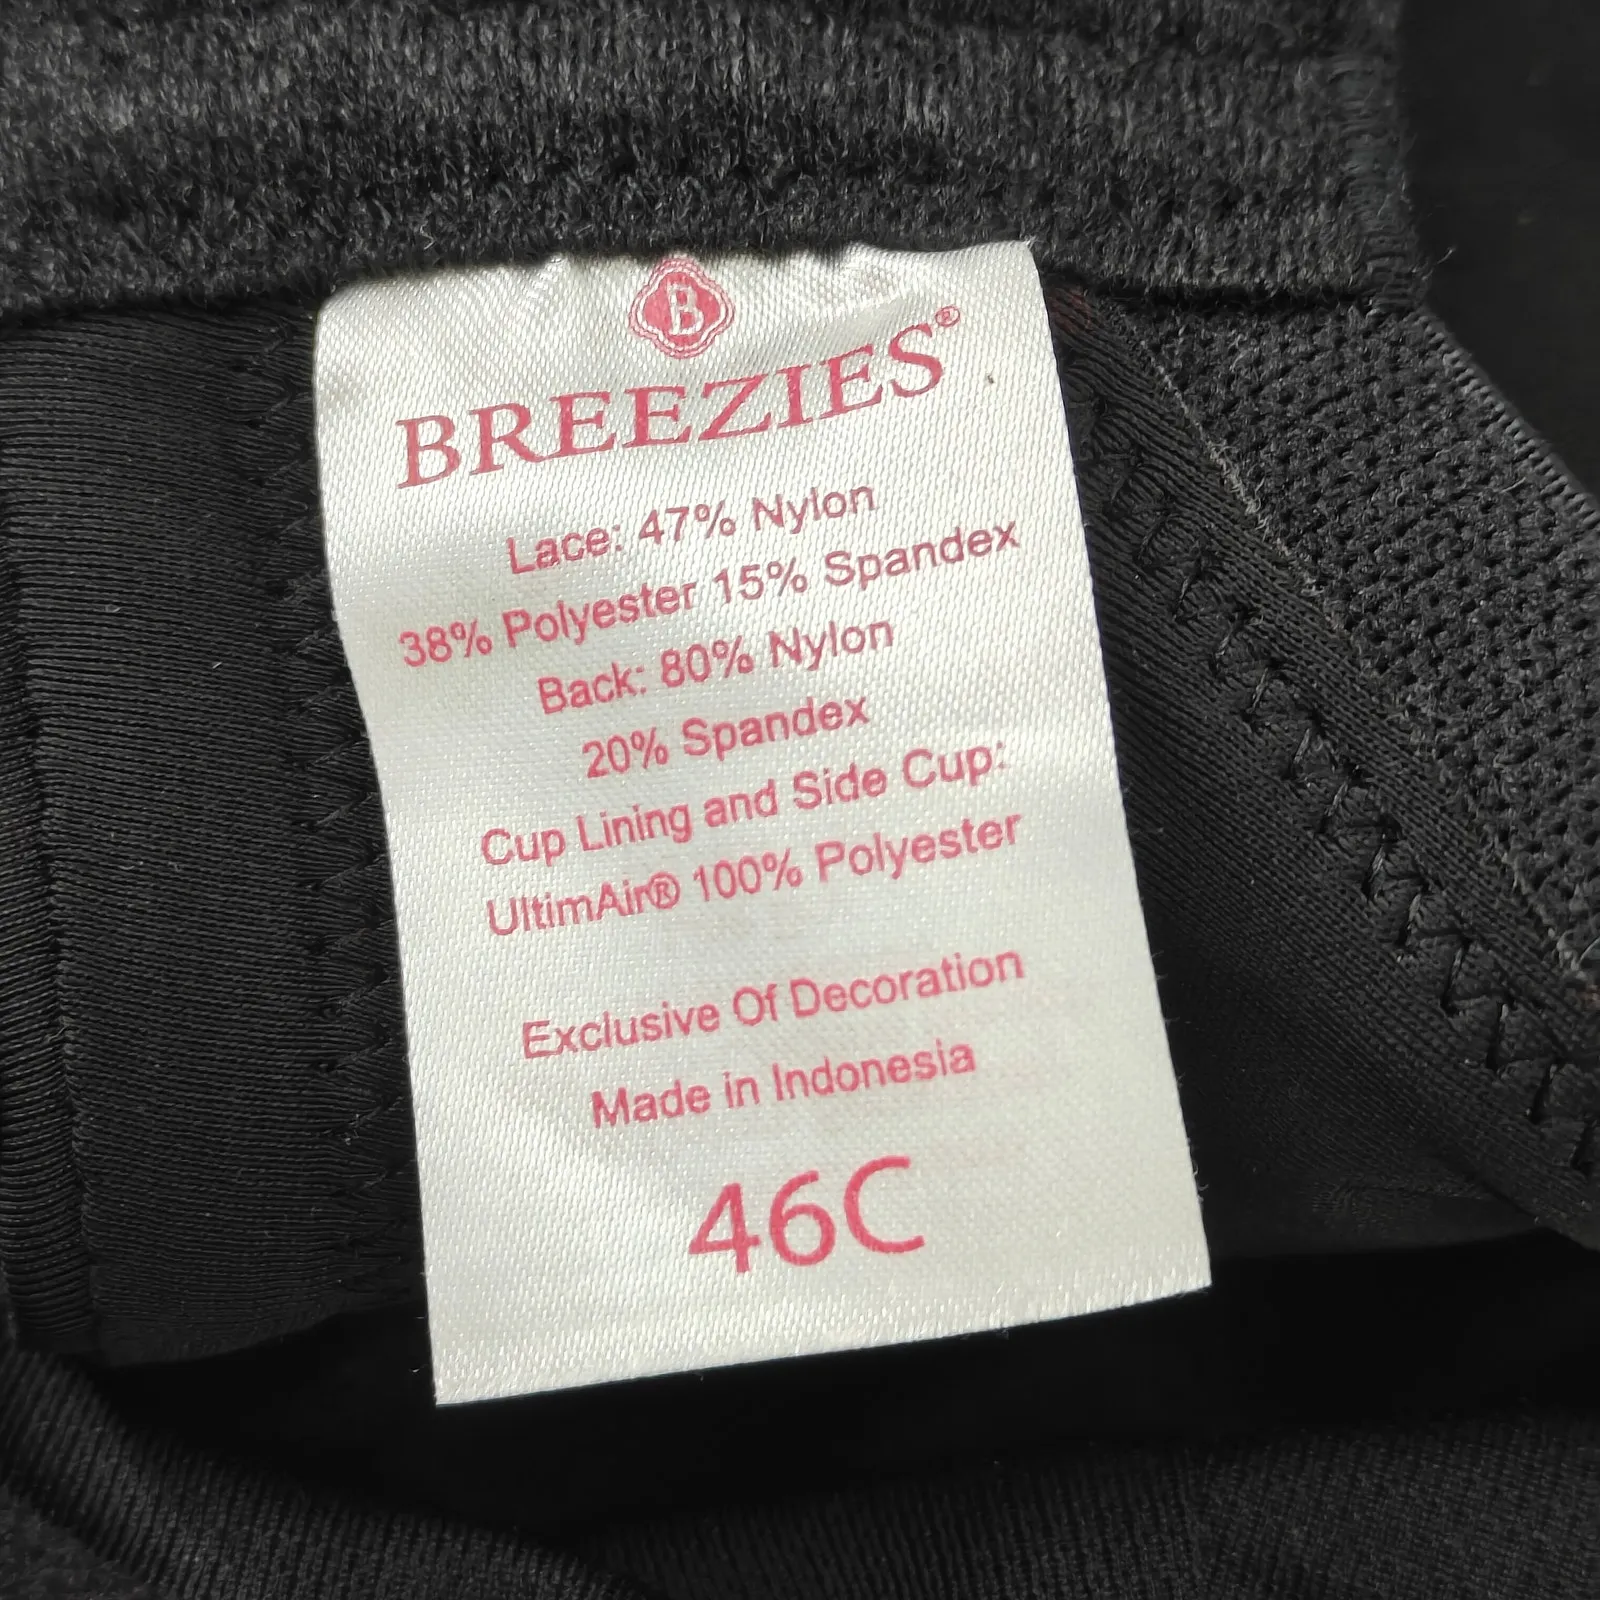 B
BREEZIES®
Lace: 47% Nylon
38% Polyester 15% Spandex
Back: 80% Nylon
20% Spandex
Cup Lining and Side Cup:
UltimAir® 100% Polyester
Exclusive Of Decoration
Made in Indonesia
46C